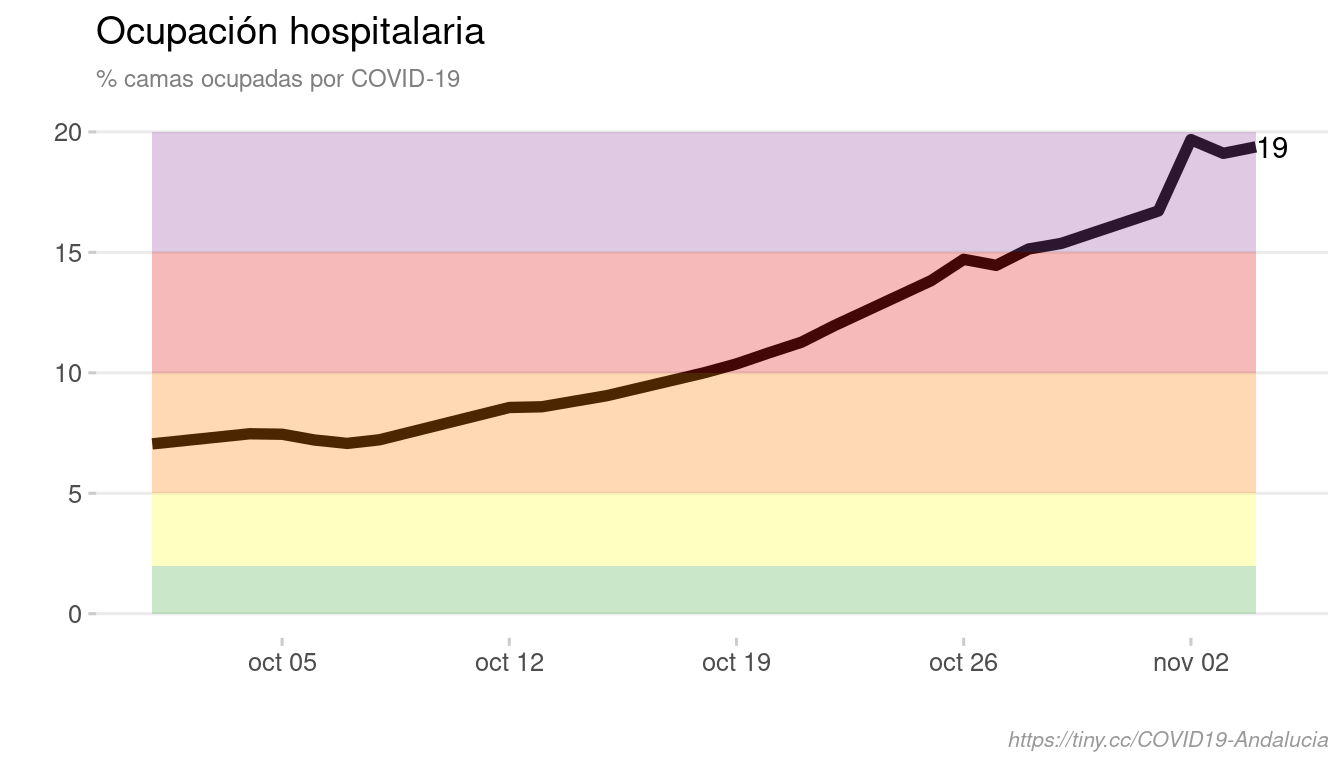 Ocupación hospitalaria
% camas ocupadas por COVID-19
20
19
15
10
5
0
oct 05 oct 12 oct 19 oct 26 nov 02
https://tiny.cc/COVID19-Andalucia